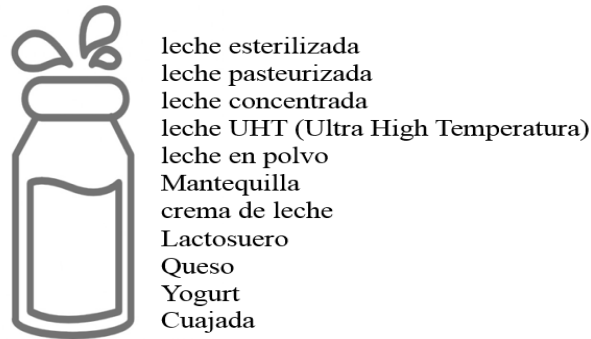 leche esterilizada
leche pasteurizada
leche concentrada
leche UHT (Ultra High Temperatura)
leche en polvo
Mantequilla
crema de leche
Lactosuero
Queso
Yogurt
Cuajada